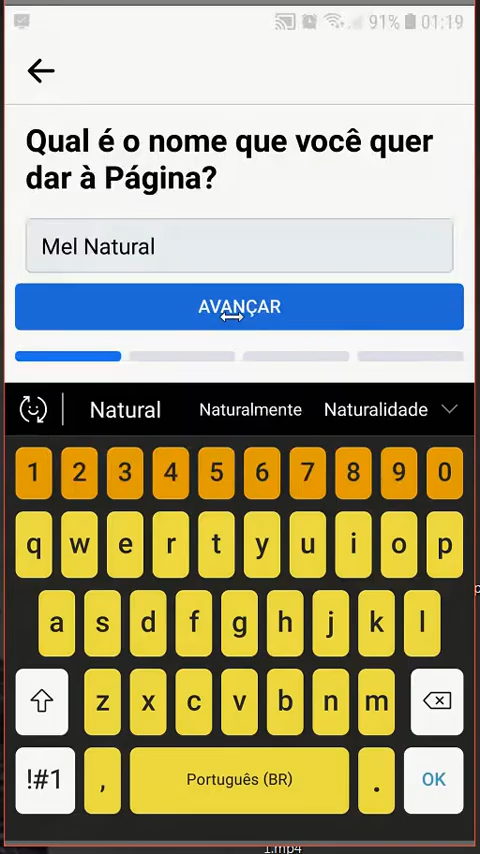 91% 01:19
Qual é o nome que você quer
dar à Página?
Mel Natural
AVANÇAR
Natural Naturalmente Naturalidade
1 2 3 4 5 6 7 8 9 0
q w e r t y u i o p
a s d f g h j k l
z x c v b n m
!#1 , Português (BR) . OK
1.mp4